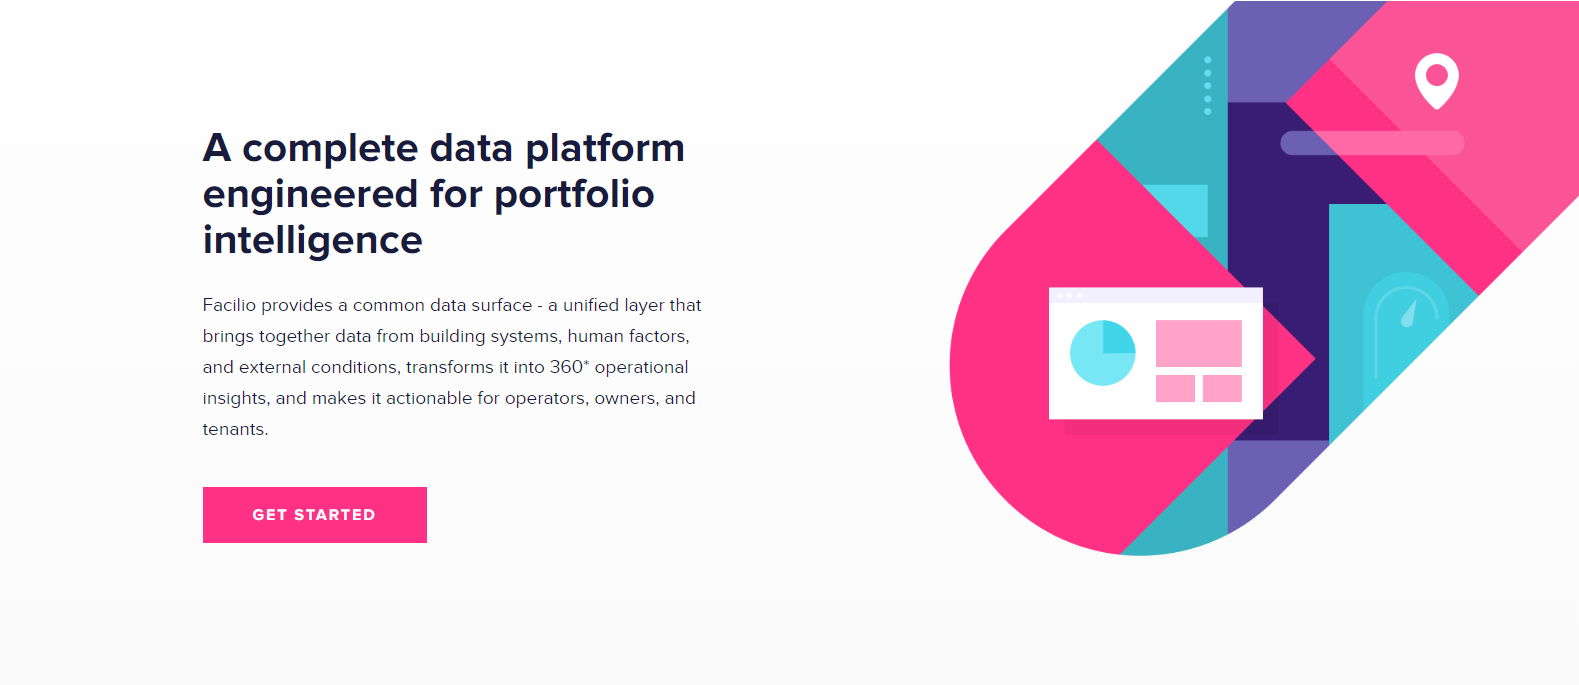 A complete data platform
engineered for portfolio
intelligence
Facilio provides a common data surface - a unified layer that
brings together data from building systems, human factors,
and external conditions, transforms it into 360* operational
insights, and makes it actionable for operators, owners, and
tenants.
GET STARTED